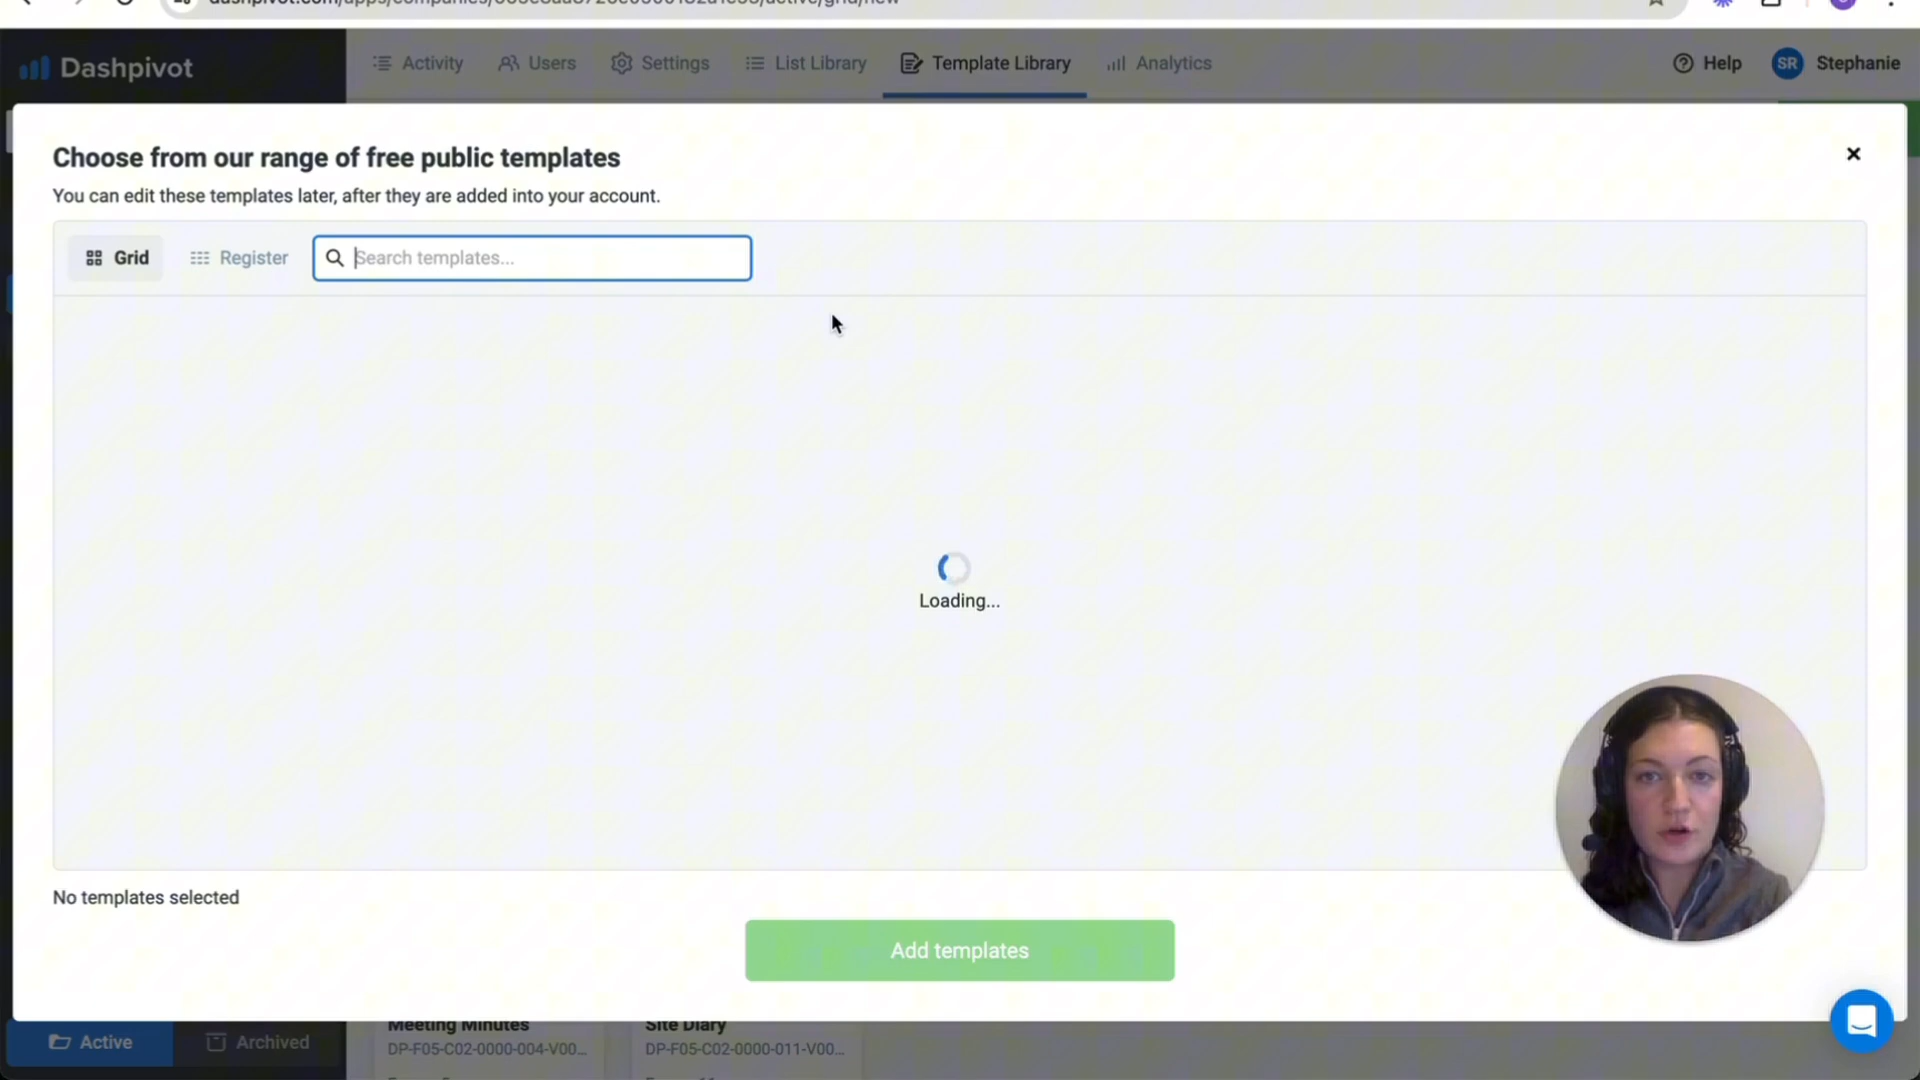 Dashpivot
Activity
Users
Settings
List Library
Template Library
Analytics
Help
SR
Stephanie
Choose from our range of free public templates
You can edit these templates later, after they are added into your account.
Grid
Register
Search templates...
Loading...
No templates selected
Add templates
Active
Archived
Meeting Minutes
DP-F05-C02-0000-004-V00...
Site Diary
DP-F05-C02-0000-011-V00...